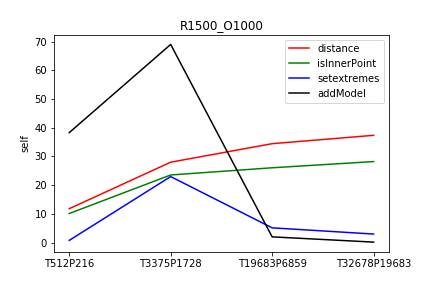 R1500_O1000
distance
isInnerPoint
setextremes
addModel
self
70
60
50
40
30
20
10
0
T512P216 T3375P1728 T19683P6859 T32678P19683